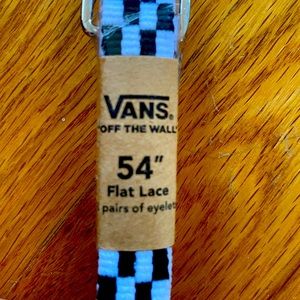 VANS®
"OFF THE WALL"
54"
Flat Lace
pairs of eyelets